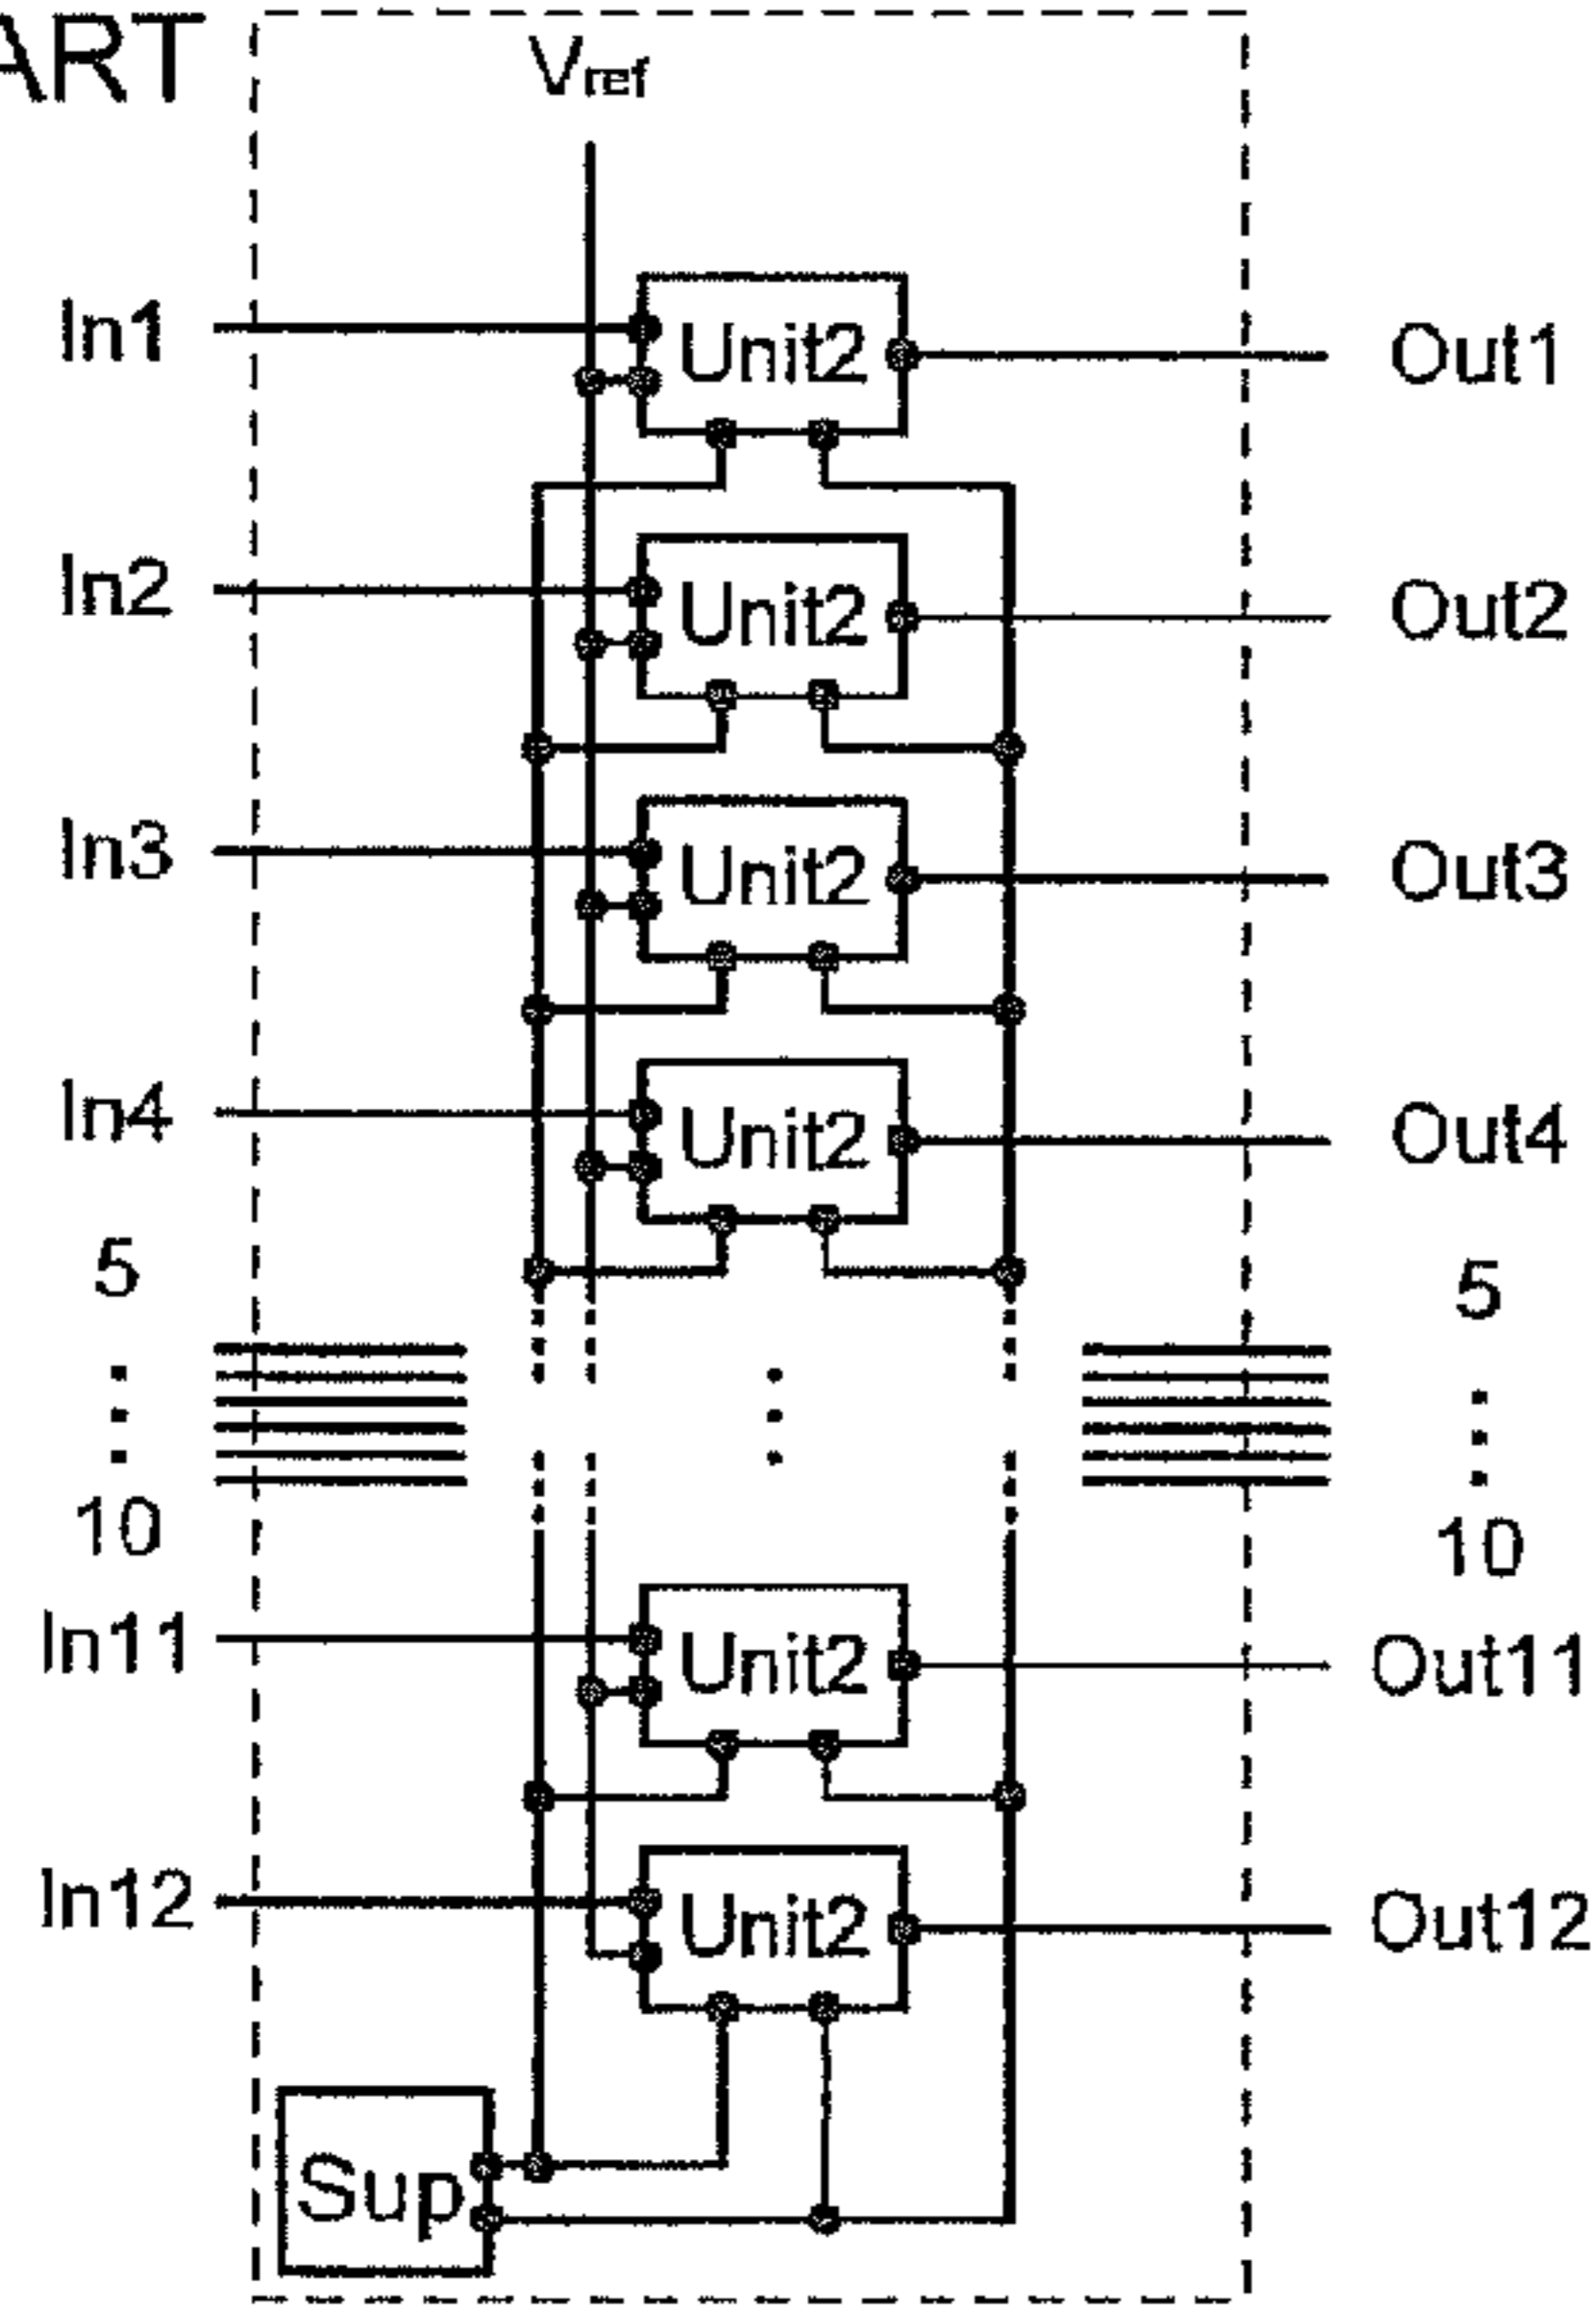 ART
Vref
In1 Unit2 Out1
In2 Unit2 Out2
In3 Unit2 Out3
In4 Unit2 Out4
5 5
10 10
In11 Unit2 Out11
In12 Unit2 Out12
Sup